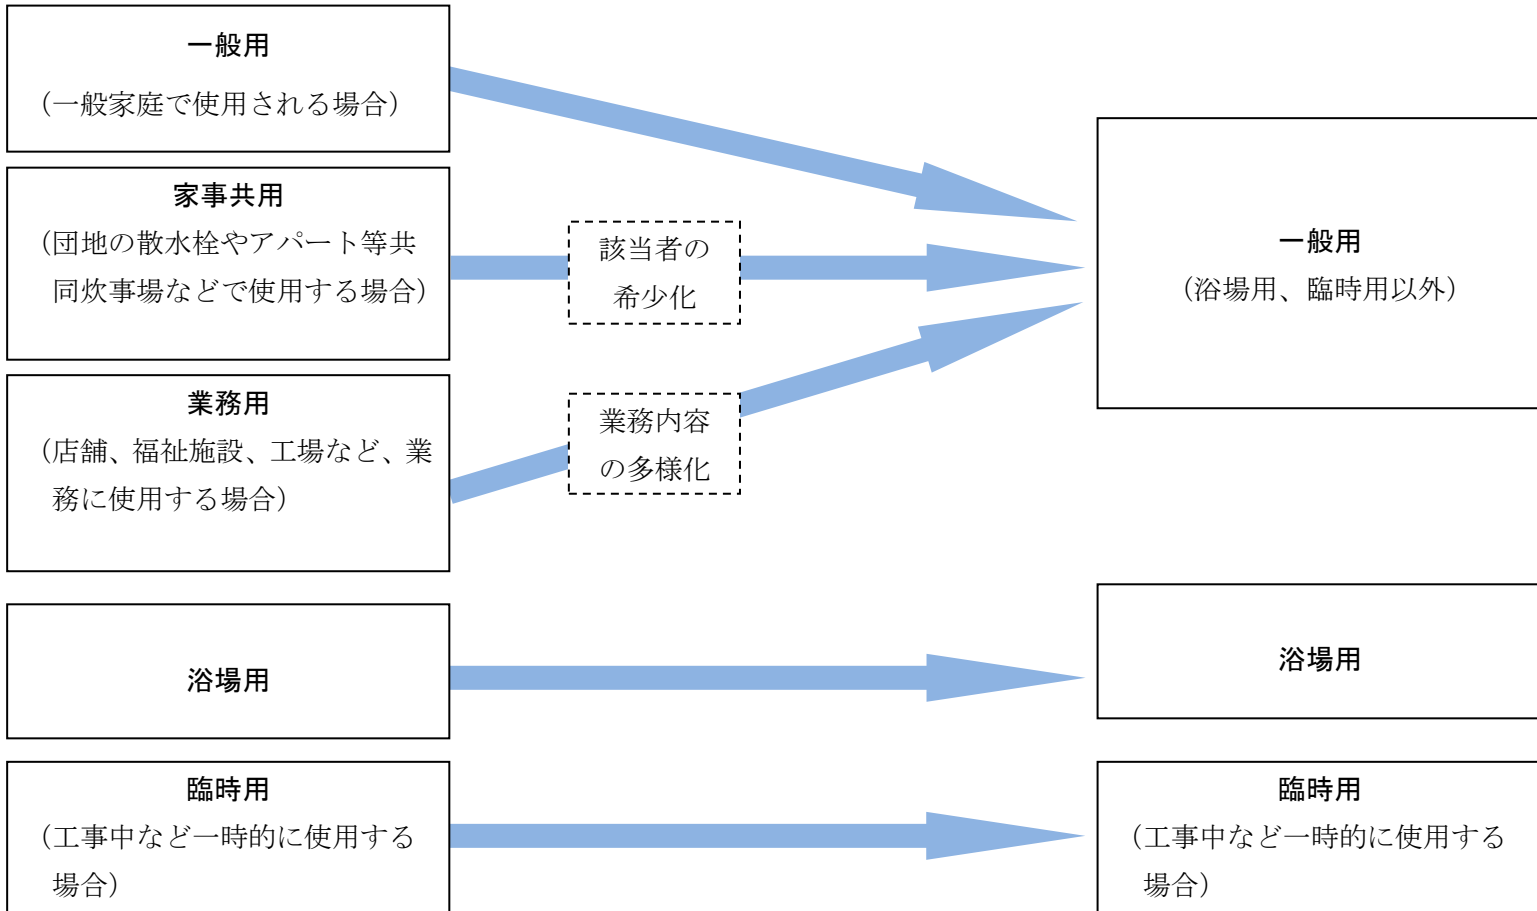 一般用
（一般家庭で使用される場合）
家事共用
（団地の散水栓やアパート等共
同炊事場などで使用する場合）
該当者の
希少化
業務用
（店舗、福祉施設、工場など、業
務に使用する場合）
業務内容
の多様化
一般用
（浴場用、臨時用以外）
浴場用
浴場用
臨時用
（工事中など一時的に使用する
場合）
臨時用
（工事中など一時的に使用する
場合）